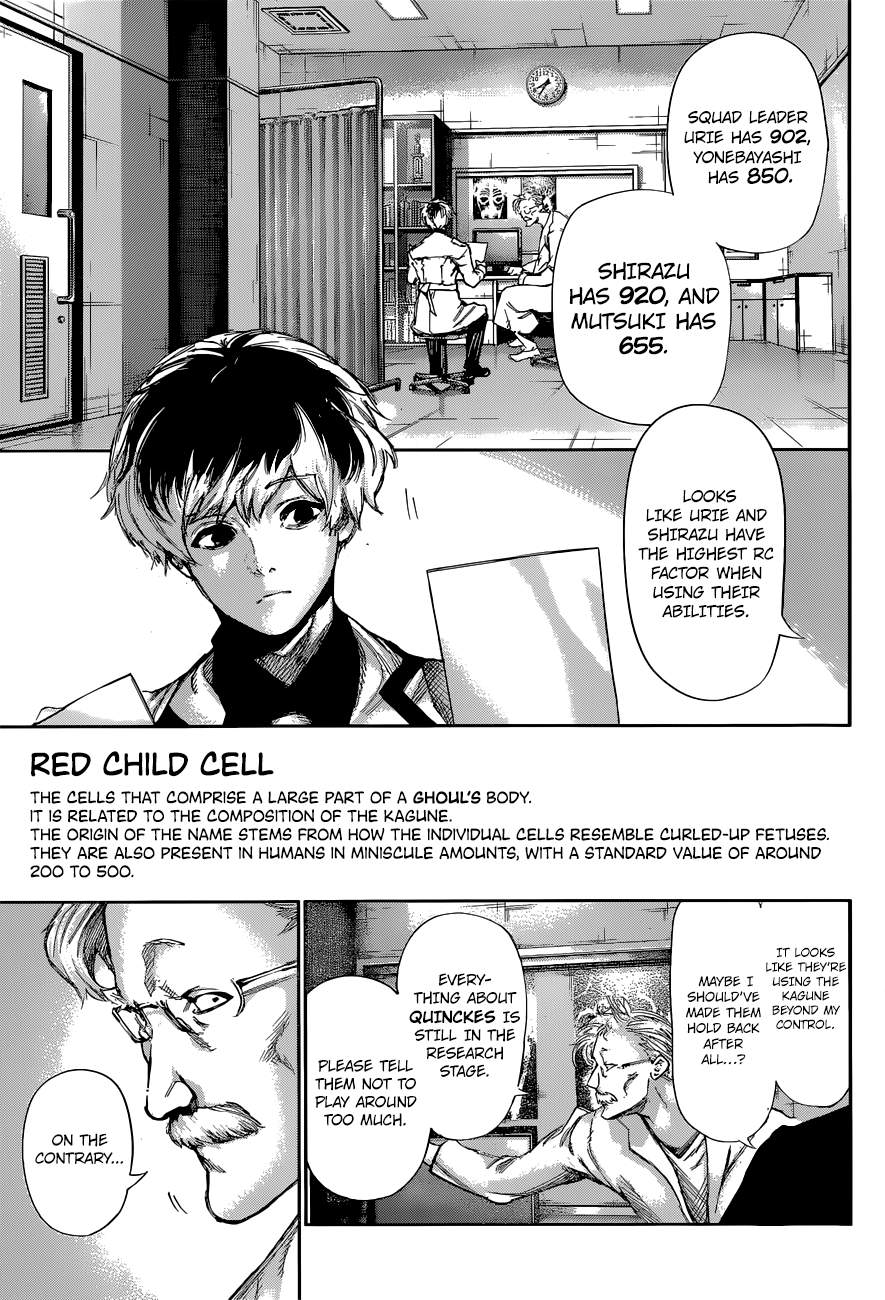 SQUAD LEADER
URIE HAS 902,
YONEBAYASHI
HAS 850.
SHIRAZU
HAS 920, AND
MUTSUKI HAS
655.
LOOKS
LIKE URIE AND
SHIRAZU HAVE
THE HIGHEST RC
FACTOR WHEN
USING THEIR
ABILITIES.
RED CHILD CELL
THE CELLS THAT COMPRISE A LARGE PART OF A GHOUL'S BODY.
IT IS RELATED TO THE COMPOSITION OF THE KAGUNE.
THE ORIGIN OF THE NAME STEMS FROM HOW THE INDIVIDUAL CELLS RESEMBLE CURLED-UP FETUSES.
THEY ARE ALSO PRESENT IN HUMANS IN MINISCULE AMOUNTS, WITH A STANDARD VALUE OF AROUND
200 TO 500.
IT LOOKS
LIKE THEY'RE
USING THE
KAGUNE
BEYOND MY
CONTROL.
MAYBE I
SHOULD'VE
MADE THEM
HOLD BACK
AFTER
ALL...?
EVERY-
THING ABOUT
QUINCKES IS
STILL IN THE
RESEARCH
STAGE.
PLEASE TELL
THEM NOT TO
PLAY AROUND
TOO MUCH.
ON THE
CONTRARY...